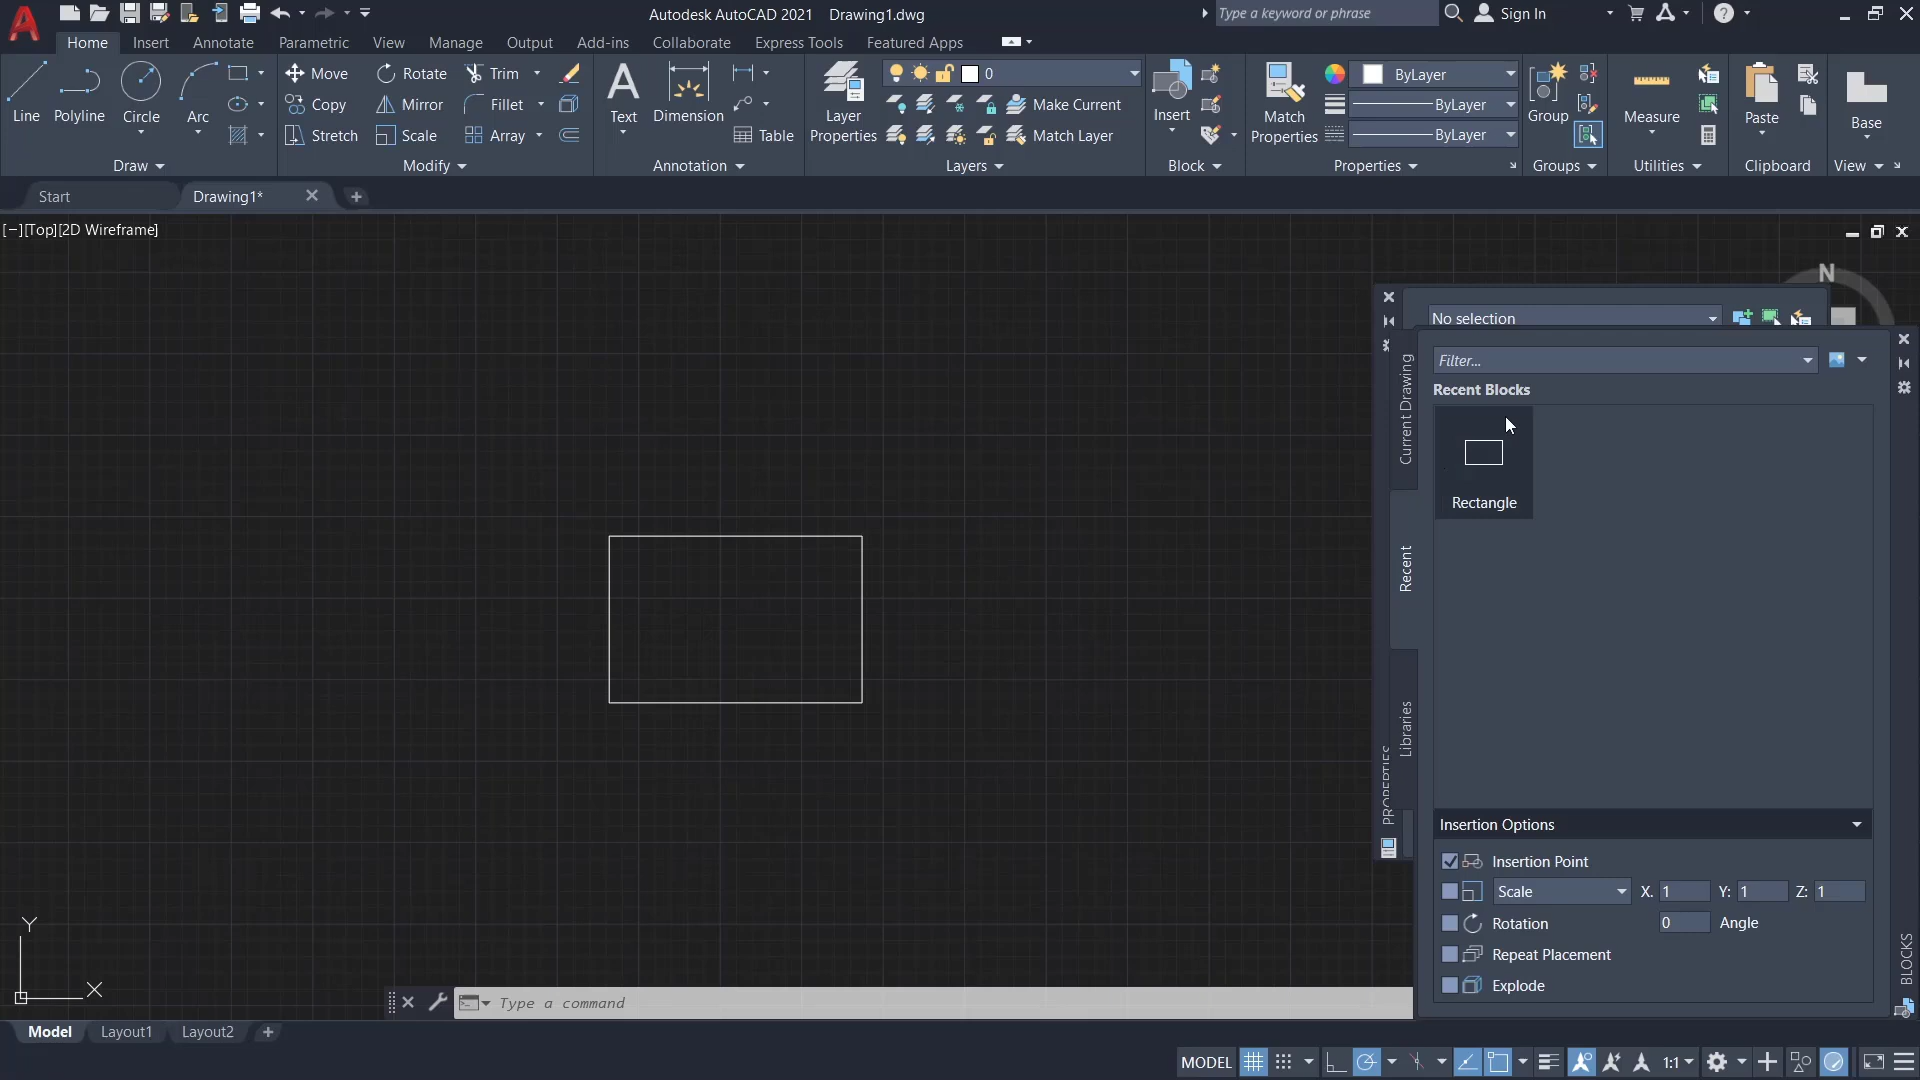 Autodesk AutoCAD 2021 Drawing1.dwg
Type a keyword or phrase
Sign In
Home Insert Annotate Parametric View Manage Output Add-ins Collaborate Express Tools Featured Apps
Line Polyline Circle Arc
Move Rotate Trim
Copy Mirror Fillet
Stretch Scale Array
Text Dimension Table
Layer Properties
0
Make Current
Match Layer
Insert
Match Properties
ByLayer
ByLayer
ByLayer
Group
Measure
Paste
Base
Draw Modify Annotation Layers Block Properties Groups Utilities Clipboard View
Start Drawing1*
[−][Top][2D Wireframe]
N
No selection
Filter...
Recent Blocks
Current Drawing
Rectangle
Recent
Libraries
PROPERTIES
Insertion Options
Insertion Point
Scale X: 1 Y: 1 Z: 1
Rotation 0 Angle
Repeat Placement
Explode
BLOCKS
Y
X
Type a command
Model Layout1 Layout2
MODEL 1:1